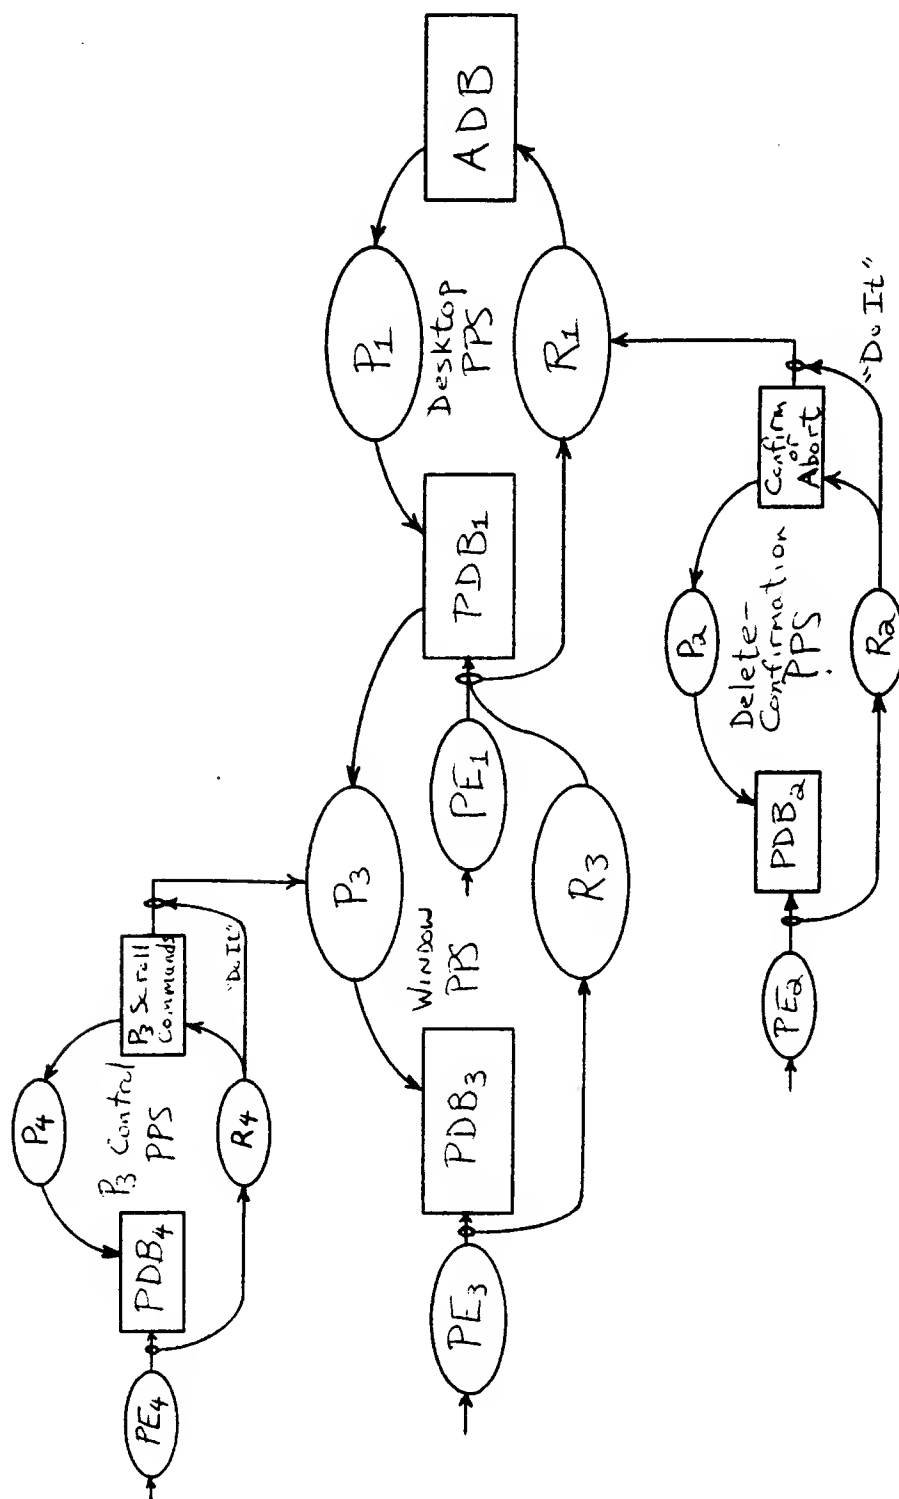 PE4
PDB4
P4
P3 Control
PPS
R4
P3 Scroll
Commands
"Do It"
PE3
PDB3
P3
WINDOW
PPS
R3
PE1
PDB1
P1
Desktop
PPS
R1
ADB
PE2
PDB2
P2
Delete-
Confirmation
PPS
R2
Confirm
or
Abort
"Do It"